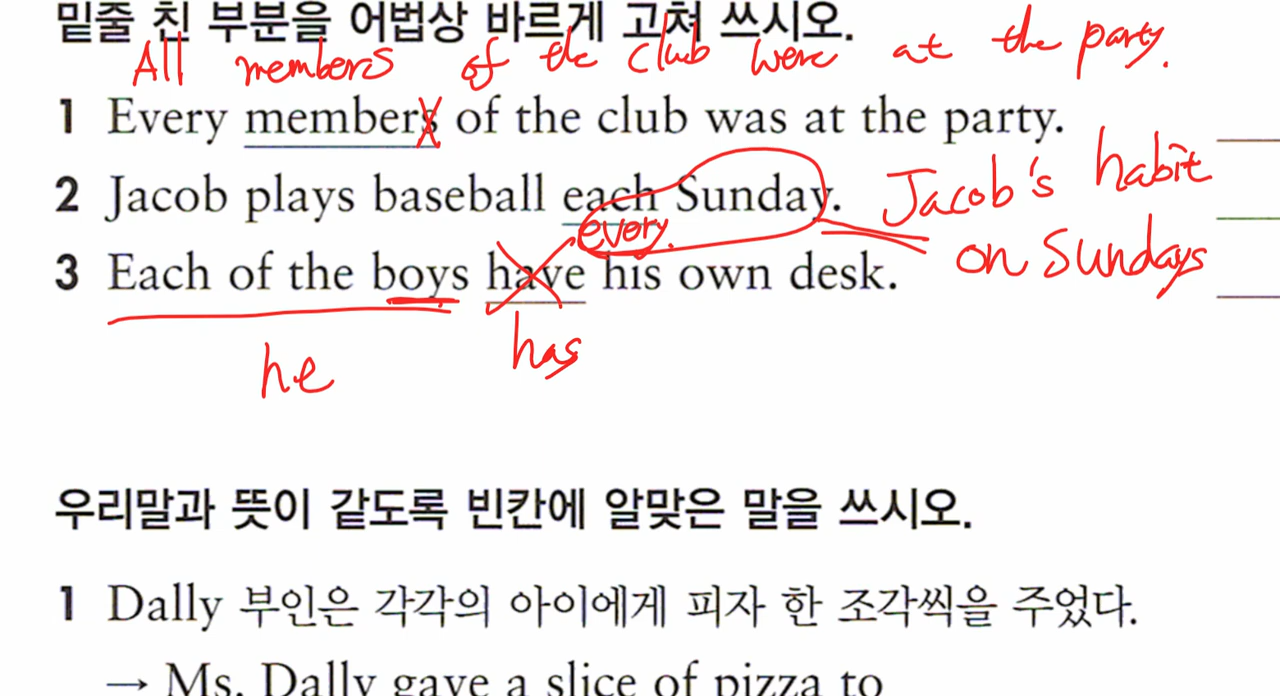 밑줄 친 부분을 어법상 바르게 고쳐 쓰시오.
All members of the club were at the party.
1 Every members of the club was at the party.
2 Jacob plays baseball each Sunday.
Jacob's habit
every.
on Sundays
3 Each of the boys have his own desk.
he
has
우리말과 뜻이 같도록 빈칸에 알맞은 말을 쓰시오.
1 Dally 부인은 각각의 아이에게 피자 한 조각씩을 주었다.
→ Ms. Dally gave a slice of pizza to